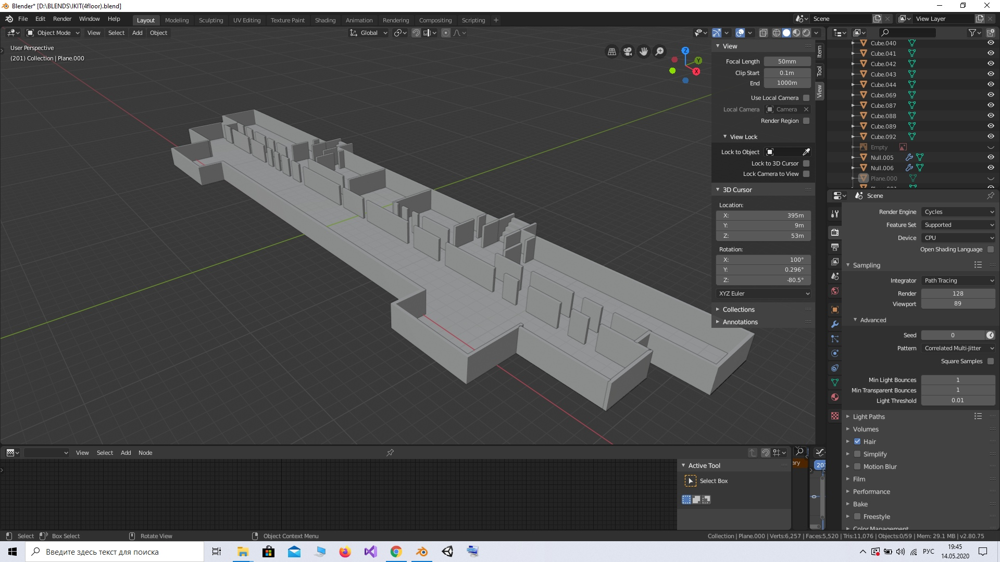 Blender* [D:\BLENDS\IKIT(4floor).blend]
File Edit Render Window Help Layout Modeling Sculpting UV Editing Texture Paint Shading Animation Rendering Compositing Scripting + Scene View Layer
Object Mode View Select Add Object Global
User Perspective
(201) Collection | Plane.000
Z
Y
X
View
Focal Length 50mm
Clip Start 0.1m
End 1000m
Use Local Camera
Local Camera Camera
Render Region
View Lock
Lock to Object
Lock to 3D Cursor
Lock Camera to View
3D Cursor
Location:
X: 395m
Y: 9m
Z: 53m
Rotation:
X: 100°
Y: 0.296°
Z: -80.5°
XYZ Euler
Collections
Annotations
Item
Tool
View
Cube.040
Cube.041
Cube.042
Cube.043
Cube.044
Cube.069
Cube.087
Cube.088
Cube.089
Cube.092
Empty
Null.005
Null.006
Plane.000
Scene
Render Engine Cycles
Feature Set Supported
Device CPU
Open Shading Language
Sampling
Integrator Path Tracing
Render 128
Viewport 89
Advanced
Seed 0
Pattern Correlated Multi-Jitter
Square Samples
Min Light Bounces 1
Min Transparent Bounces 1
Light Threshold 0.01
Light Paths
Volumes
Hair
Simplify
Motion Blur
Film
Performance
Bake
Freestyle
Color Management
View Select Add Node
Active Tool
Select Box
ary
20
Select Box Select Rotate View Object Context Menu
Collection | Plane.000 | Verts:6,257 | Faces:5,520 | Tris:11,076 | Objects:0/59 | Mem: 29.1 MB | v2.80.75
Введите здесь текст для поиска
РУС
19:45
14.05.2020